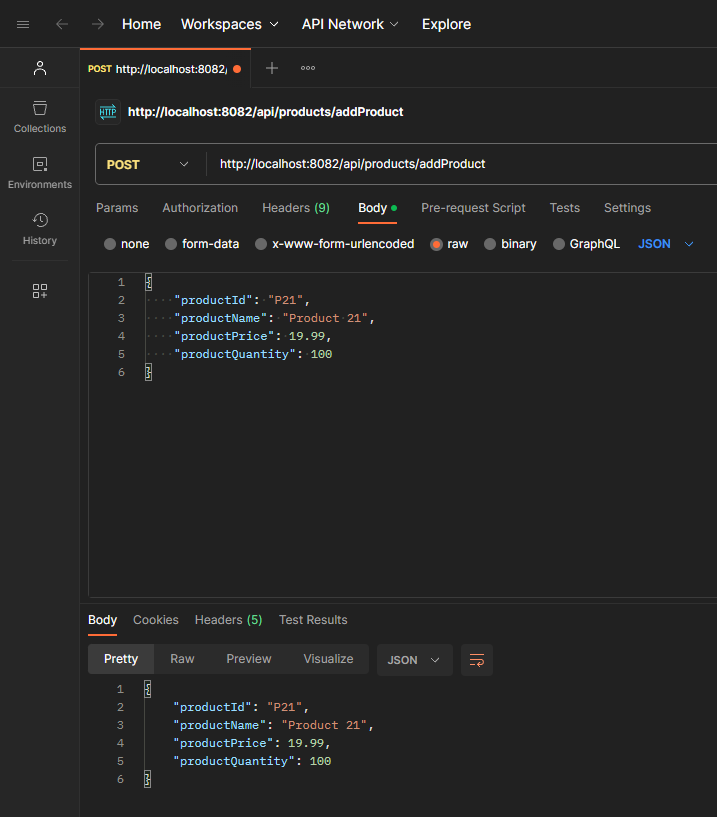 Home Workspaces API Network Explore
POST http://localhost:8082/
HTTP http://localhost:8082/api/products/addProduct
Collections
Environments
History
POST http://localhost:8082/api/products/addProduct
Params Authorization Headers (9) Body Pre-request Script Tests Settings
none form-data x-www-form-urlencoded raw binary GraphQL JSON
1 {
2 "productId": "P21",
3 "productName": "Product 21",
4 "productPrice": 19.99,
5 "productQuantity": 100
6 }
Body Cookies Headers (5) Test Results
Pretty Raw Preview Visualize JSON
1 {
2 "productId": "P21",
3 "productName": "Product 21",
4 "productPrice": 19.99,
5 "productQuantity": 100
6 }